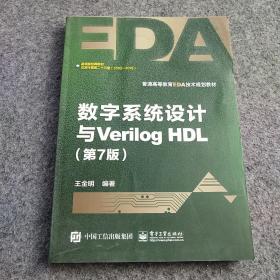 EDA
普通高等教育EDA技术规划教材
数字系统设计
与Verilog HDL
(第7版)
王金明 编著
中国工信出版集团
电子工业出版社